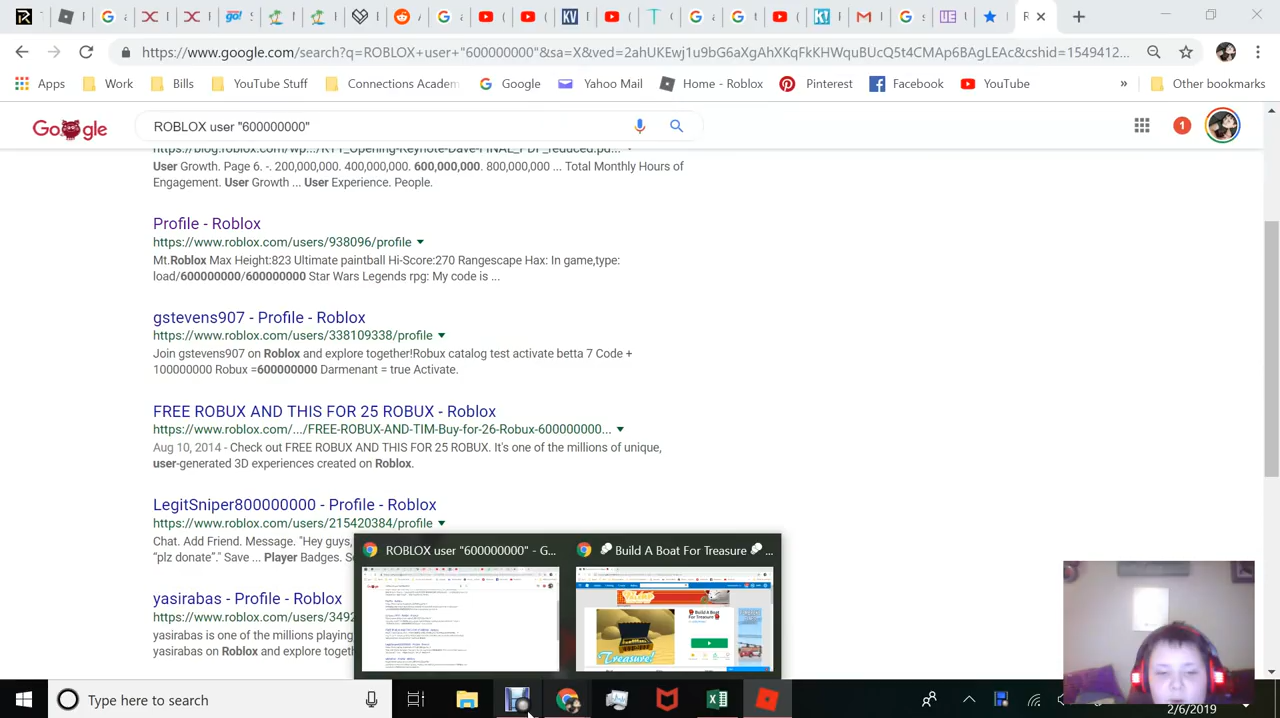 https://www.google.com/search?q=ROBLOX+user+"600000000"&sa=X&ved=2ahUKEwj1u9bG6aXgAhXKqFkKHWquBUcQ5t4CMAp6BAgLEAc&cshid=1549412...
Apps Work Bills YouTube Stuff Connections Academ Google Yahoo Mail Home - Roblox Pinterest Facebook YouTube » Other bookmarks
Google ROBLOX user "600000000" 1
User Growth. Page 6. -. 200,000,000. 400,000,000. 600,000,000. 800,000,000 ... Total Monthly Hours of
Engagement. User Growth ... User Experience. People.
Profile - Roblox
https://www.roblox.com/users/938096/profile
Mt.Roblox Max Height:823 Ultimate paintball Hi-Score:270 Rangescape Hax: In game,type:
load/600000000/600000000 Star Wars Legends rpg: My code is ...
gstevens907 - Profile - Roblox
https://www.roblox.com/users/338109338/profile
Join gstevens907 on Roblox and explore together!Robux catalog test activate betta 7 Code +
100000000 Robux =600000000 Darmenant = true Activate.
FREE ROBUX AND THIS FOR 25 ROBUX - Roblox
https://www.roblox.com/.../FREE-ROBUX-AND-TIM-Buy-for-26-Robux-600000000...
Aug 10, 2014 - Check out FREE ROBUX AND THIS FOR 25 ROBUX. It's one of the millions of unique,
user-generated 3D experiences created on Roblox.
LegitSniper800000000 - Profile - Roblox
https://www.roblox.com/users/215420384/profile
Chat. Add Friend. Message. "Hey guys,
"plz donate"." Save ... Player Badges.
ROBLOX user "600000000" - G...
Build A Boat For Treasure ...
Build A Boat
For Treasure
Treasure
- Profile - Roblox
is one of the millions
on Roblox and explore
Type here to search
2/6/2019